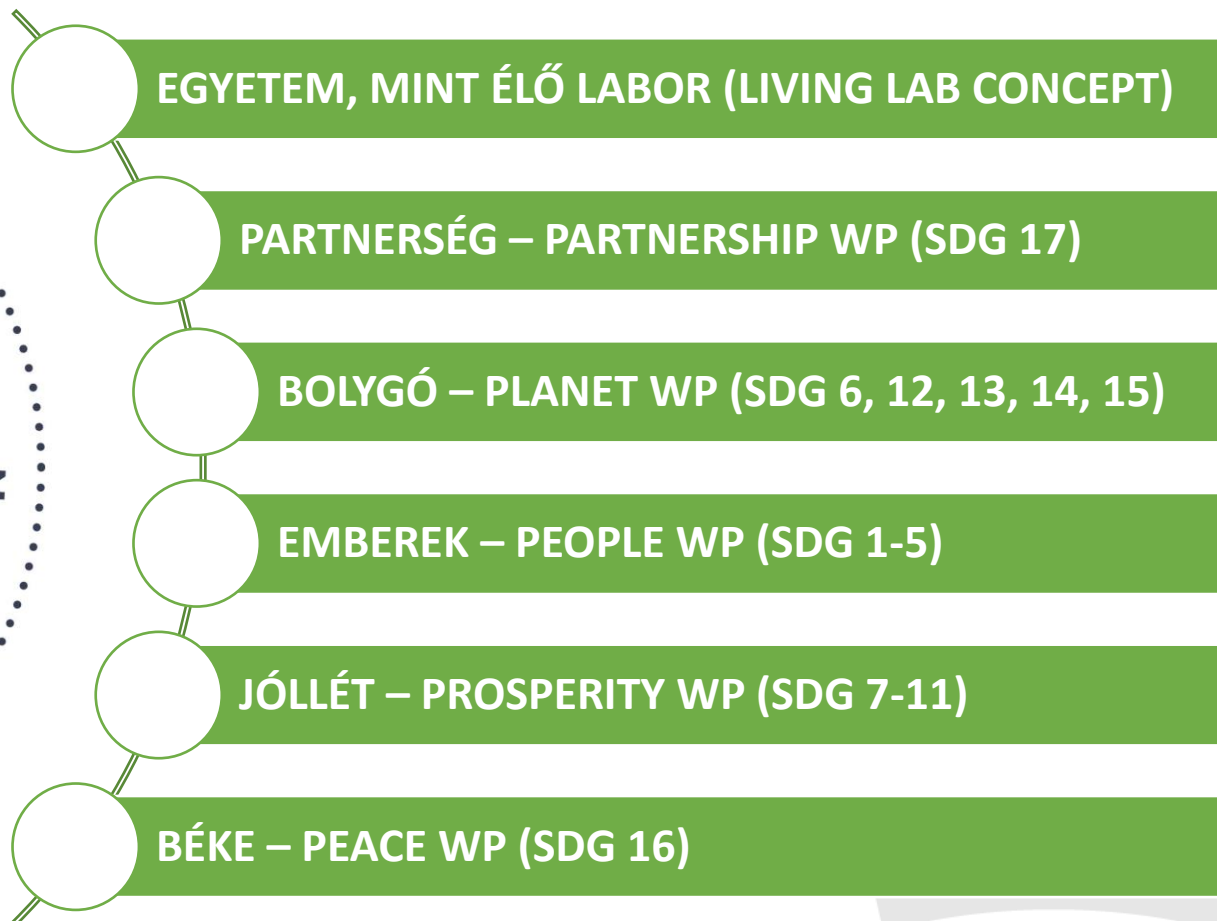 EGYETEM, MINT ÉLŐ LABOR (LIVING LAB CONCEPT)
PARTNERSÉG – PARTNERSHIP WP (SDG 17)
BOLYGÓ – PLANET WP (SDG 6, 12, 13, 14, 15)
EMBEREK – PEOPLE WP (SDG 1-5)
JÓLLÉT – PROSPERITY WP (SDG 7-11)
BÉKE – PEACE WP (SDG 16)